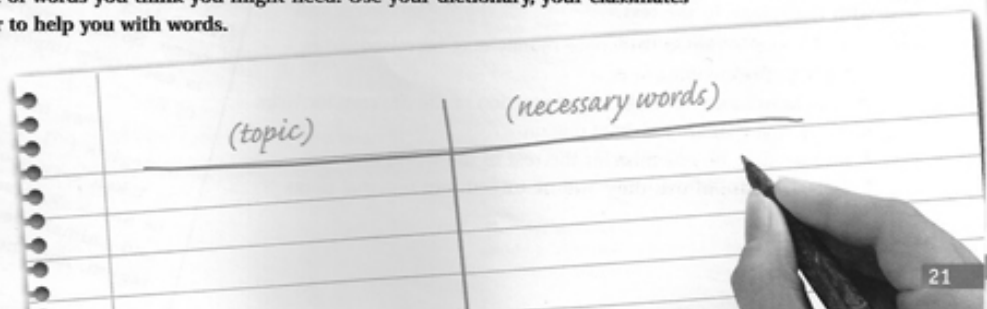 of words you think you might need. Use your dictionary, your classmates,
to help you with words.
(topic) (necessary words)
21